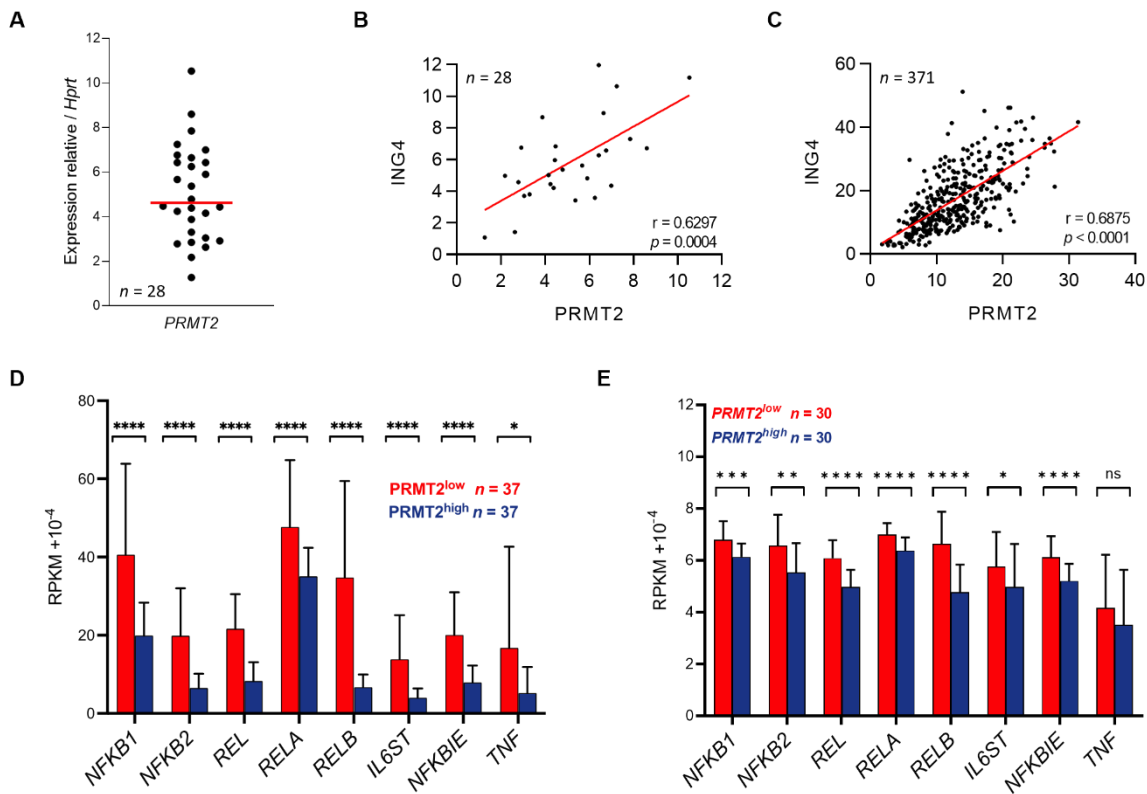 A
Expression relative / Hprt
12
10
8
6
4
2
0
n = 28
PRMT2
B
ING4
12
10
8
6
4
2
0
n = 28
r = 0.6297
p = 0.0004
0 2 4 6 8 10 12
PRMT2
C
ING4
60
40
20
0
n = 371
r = 0.6875
p < 0.0001
0 10 20 30 40
PRMT2
D
RPKM +10⁻⁴
80
60
40
20
0
**** **** **** **** **** **** **** *
PRMT2low n = 37
PRMT2high n = 37
NFKB1 NFKB2 REL RELA RELB IL6ST NFKBIE TNF
E
RPKM +10⁻⁴
12
10
8
6
4
2
0
PRMT2low n = 30
PRMT2high n = 30
*** ** **** **** **** * **** ns
NFKB1 NFKB2 REL RELA RELB IL6ST NFKBIE TNF